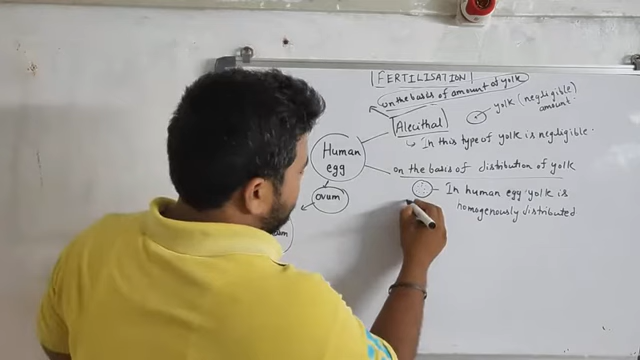 FERTILISATION
on the basis of amount of yolk
yolk (negligible)
amount.
Alecithal
In this type of yolk is negligible.
Human
egg
on the basis of distribution of yolk
ovum
In human egg yolk is
homogenously distributed